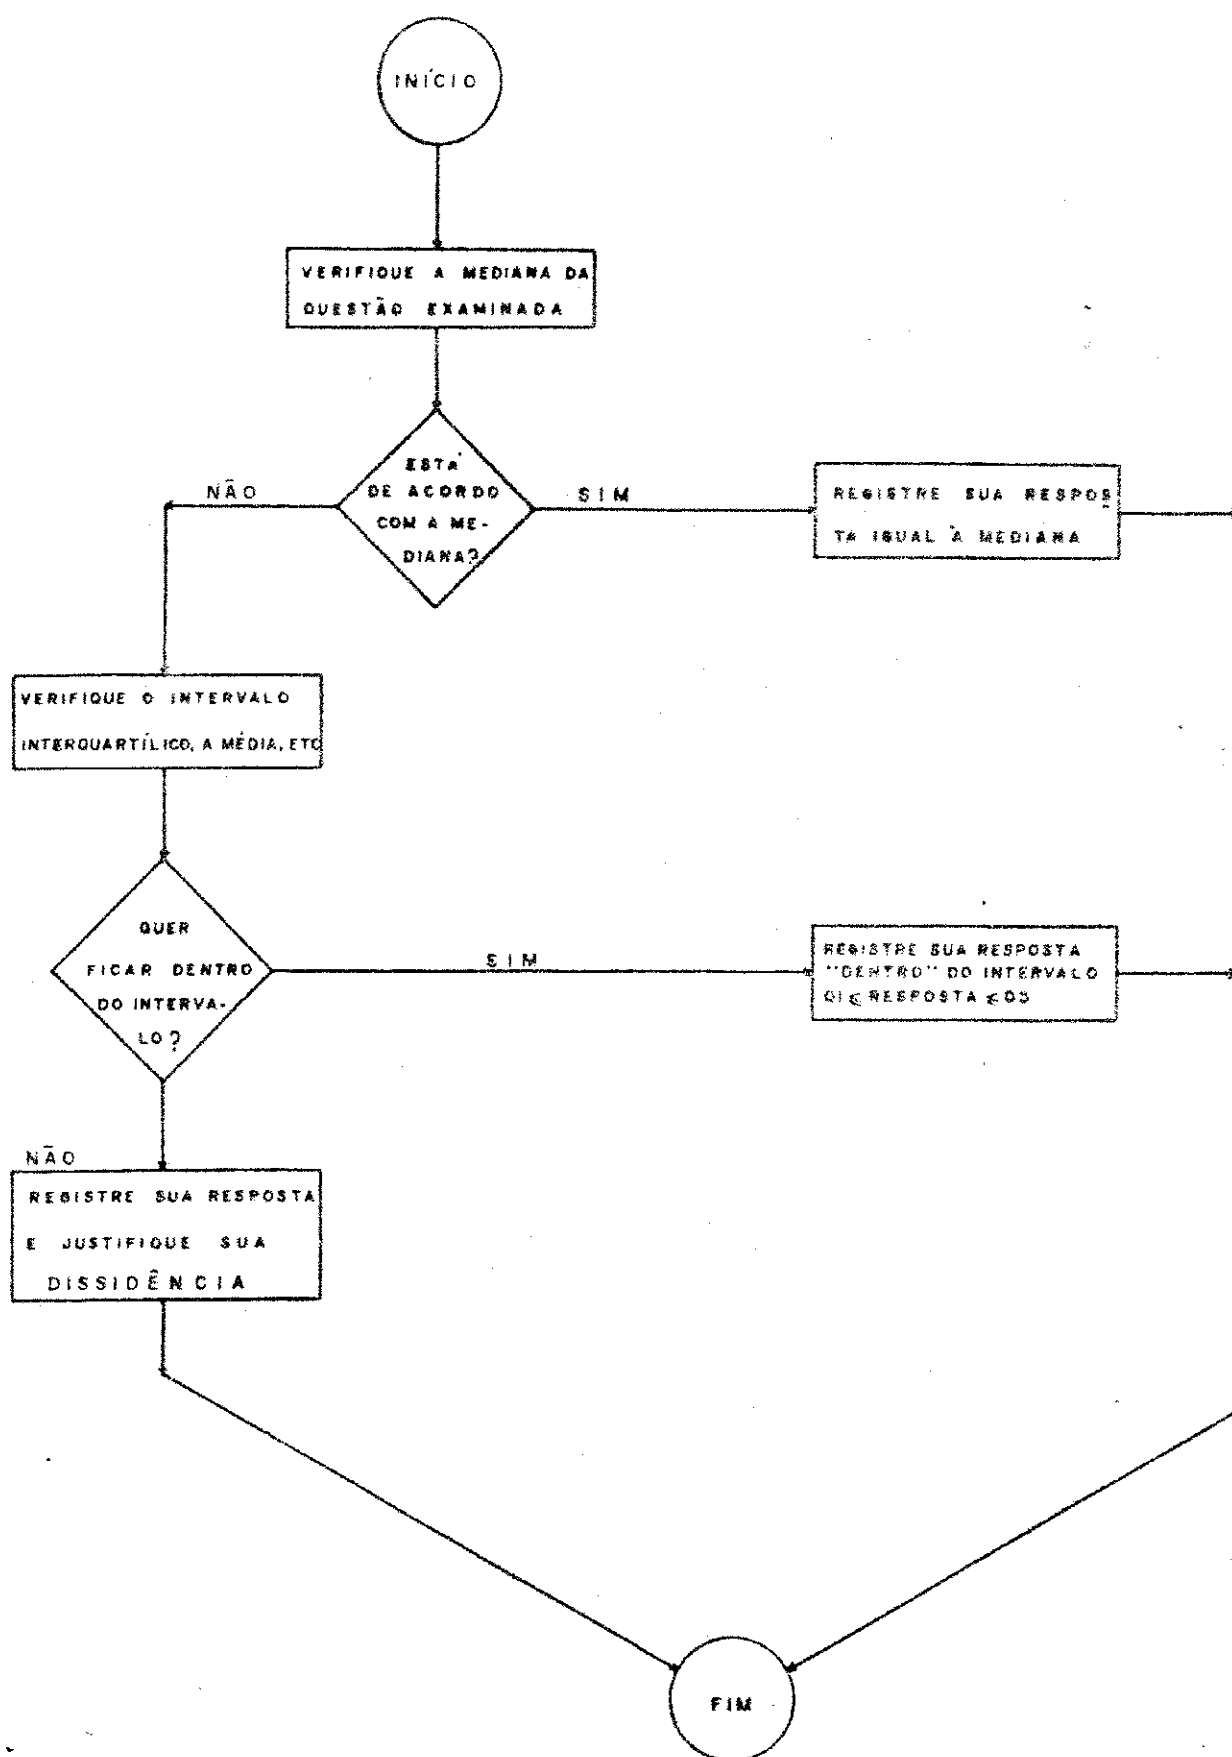 INÍCIO
VERIFIQUE A MEDIANA DA
QUESTÃO EXAMINADA
ESTÁ
DE ACORDO
COM A ME-
DIANA?
NÃO
SIM
REGISTRE SUA RESPOS
TA IGUAL À MEDIANA
VERIFIQUE O INTERVALO
INTERQUARTÍLICO, A MÉDIA, ETC
QUER
FICAR DENTRO
DO INTERVA-
LO?
SIM
REGISTRE SUA RESPOSTA
"DENTRO" DO INTERVALO
Q1 ⩽ RESPOSTA ⩽ Q3
NÃO
REGISTRE SUA RESPOSTA
E JUSTIFIQUE SUA
DISSIDÊNCIA
FIM